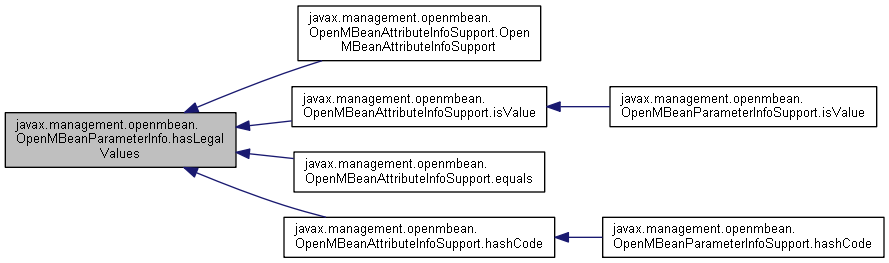 javax.management.openmbean.
OpenMBeanParameterInfo.hasLegal
Values
javax.management.openmbean.
OpenMBeanAttributeInfoSupport.Open
MBeanAttributeInfoSupport
javax.management.openmbean.
OpenMBeanAttributeInfoSupport.isValue
javax.management.openmbean.
OpenMBeanParameterInfoSupport.isValue
javax.management.openmbean.
OpenMBeanAttributeInfoSupport.equals
javax.management.openmbean.
OpenMBeanAttributeInfoSupport.hashCode
javax.management.openmbean.
OpenMBeanParameterInfoSupport.hashCode